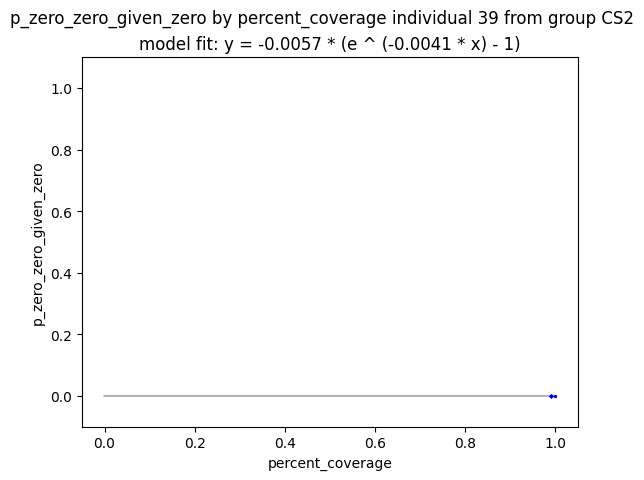 p_zero_zero_given_zero by percent_coverage individual 39 from group CS2
model fit: y = -0.0057 * (e ^ (-0.0041 * x) - 1)
1.0
0.8
0.6
0.4
0.2
0.0
p_zero_zero_given_zero
0.0 0.2 0.4 0.6 0.8 1.0
percent_coverage